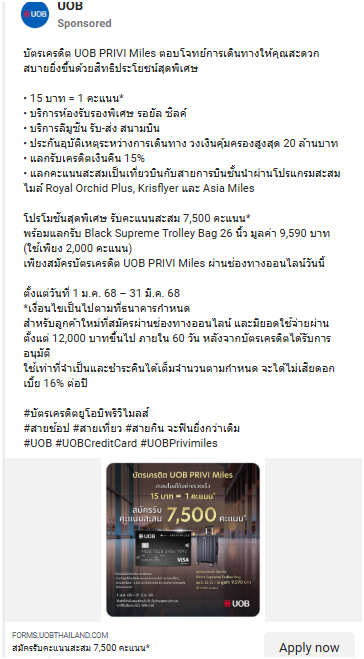 UOB
Sponsored
บัตรเครดิต UOB PRIVI Miles ตอบโจทย์การเดินทางให้คุณสะดวก
สบายยิ่งขึ้นด้วยสิทธิประโยชน์สุดพิเศษ
• 15 บาท = 1 คะแนน*
• บริการห้องรับรองพิเศษ รอยัล ซิลค์
• บริการลีมูซีน รับ-ส่ง สนามบิน
• ประกันอุบัติเหตุระหว่างการเดินทาง วงเงินคุ้มครองสูงสุด 20 ล้านบาท
• แลกรับเครดิตเงินคืน 15%
• แลกคะแนนสะสมเป็นเที่ยวบินกับสายการบินชั้นนำผ่านโปรแกรมสะสม
ไมล์ Royal Orchid Plus, Krisflyer และ Asia Miles
โปรโมชันสุดพิเศษ รับคะแนนสะสม 7,500 คะแนน*
พร้อมแลกรับ Black Supreme Trolley Bag 26 นิ้ว มูลค่า 9,590 บาท
(ใช้เพียง 2,000 คะแนน)
เพียงสมัครบัตรเครดิต UOB PRIVI Miles ผ่านช่องทางออนไลน์วันนี้
ตั้งแต่วันที่ 1 ม.ค. 68 – 31 มี.ค. 68
*เงื่อนไขเป็นไปตามที่ธนาคารกำหนด
สำหรับลูกค้าใหม่ที่สมัครผ่านช่องทางออนไลน์ และมียอดใช้จ่ายผ่าน
ตั้งแต่ 12,000 บาทขึ้นไป ภายใน 60 วัน หลังจากบัตรเครดิตได้รับการ
อนุมัติ
ใช้เท่าที่จำเป็นและชำระคืนได้เต็มจำนวนตามกำหนด จะได้ไม่เสียดอก
เบี้ย 16% ต่อปี
#บัตรเครดิตยูโอบีพรีวิไมลส์
#สายช้อป #สายเที่ยว #สายกิน จะฟินยิ่งกว่าเดิม
#UOB #UOBCreditCard #UOBPrivimiles
บัตรเครดิต UOB PRIVI Miles
สะสมไมล์ได้อย่างรวดเร็ว
15 บาท = 1 คะแนน*
สมัครรับ
คะแนนสะสม 7,500 คะแนน*
UOB
VISA
UOB
FORMS.UOBTHAILAND.COM
สมัครรับคะแนนสะสม 7,500 คะแนน*
Apply now